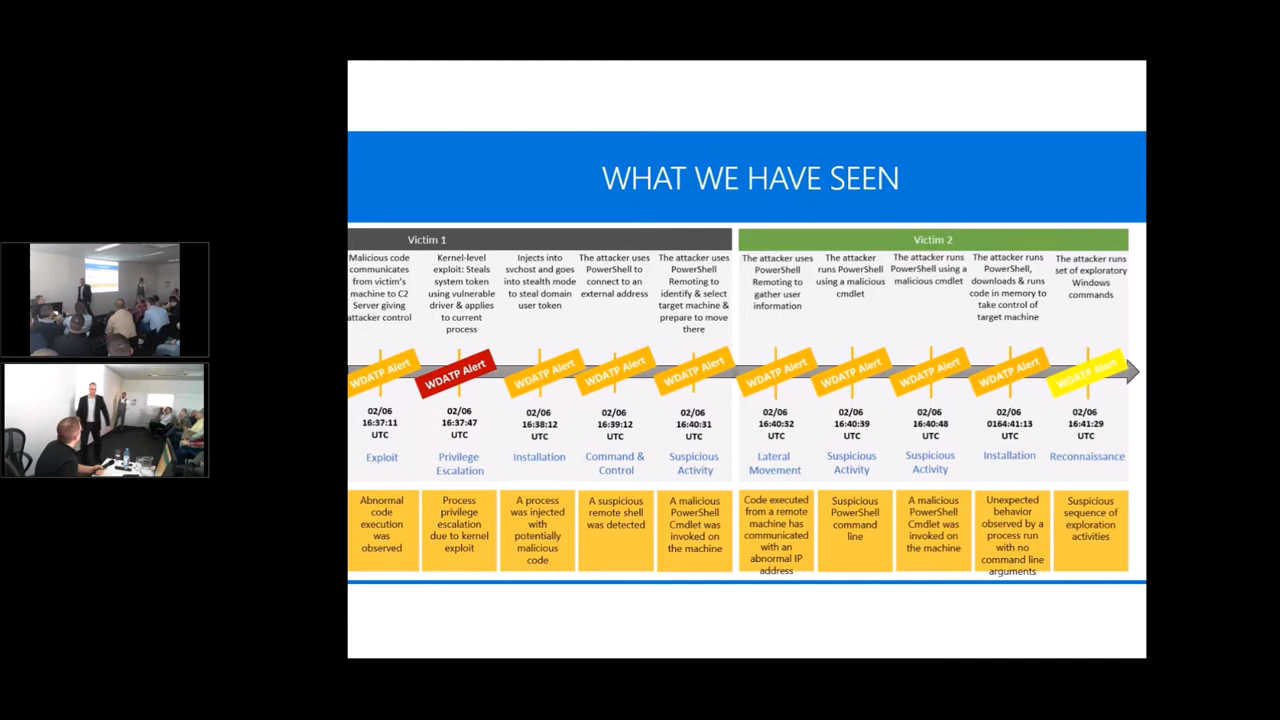 WHAT WE HAVE SEEN
Victim 1
Victim 2
Malicious code
communicates
from victim's
machine to C2
Server giving
attacker control
Kernel-level
exploit: Steals
system token
using vulnerable
driver & applies
to current
process
Injects into
svchost and goes
into stealth mode
to steal domain
user token
The attacker uses
PowerShell to
connect to an
external address
The attacker uses
PowerShell
Remoting to
identify & select
target machine &
prepare to move
there
The attacker uses
PowerShell
Remoting to
gather user
information
The attacker
runs PowerShell
using a malicious
cmdlet
The attacker runs
PowerShell using a
malicious cmdlet
The attacker runs
PowerShell,
downloads & runs
code in memory to
take control of
target machine
The attacker runs
set of exploratory
Windows
commands
WDATP Alert
WDATP Alert
WDATP Alert
WDATP Alert
WDATP Alert
WDATP Alert
WDATP Alert
WDATP Alert
WDATP Alert
WDATP Alert
02/06
16:37:11
UTC
02/06
16:37:47
UTC
02/06
16:38:12
UTC
02/06
16:39:12
UTC
02/06
16:40:31
UTC
02/06
16:40:32
UTC
02/06
16:40:39
UTC
02/06
16:40:48
UTC
02/06
0164:41:13
UTC
02/06
16:41:29
UTC
Exploit
Privilege
Escalation
Installation
Command &
Control
Suspicious
Activity
Lateral
Movement
Suspicious
Activity
Suspicious
Activity
Installation
Reconnaissance
Abnormal
code
execution
was
observed
Process
privilege
escalation
due to kernel
exploit
A process
was injected
with
potentially
malicious
code
A suspicious
remote shell
was detected
A malicious
PowerShell
Cmdlet was
invoked on
the machine
Code executed
from a remote
machine has
communicated
with an
abnormal IP
address
Suspicious
PowerShell
command
line
A malicious
PowerShell
Cmdlet was
invoked on
the machine
Unexpected
behavior
observed by a
process run
with no
command line
arguments
Suspicious
sequence of
exploration
activities